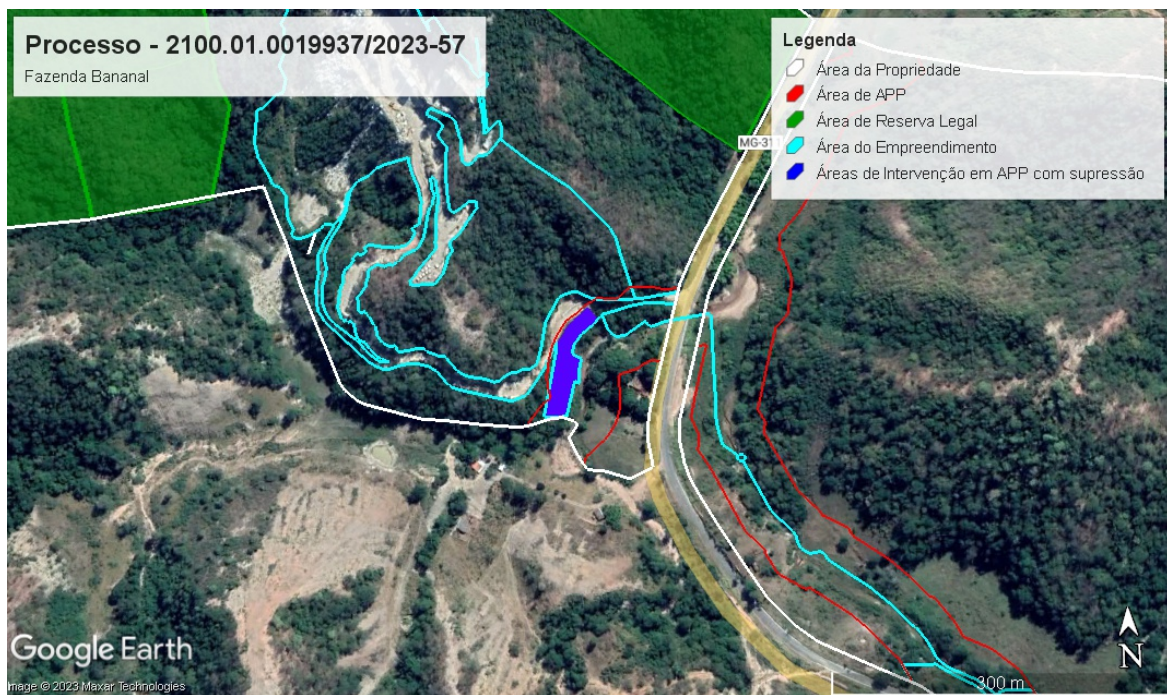 Processo - 2100.01.0019937/2023-57
Fazenda Bananal
Legenda
Área da Propriedade
Área de APP
Área de Reserva Legal
Área do Empreendimento
Áreas de Intervenção em APP com supressão
Google Earth
Image © 2023 Maxar Technologies
N
300 m